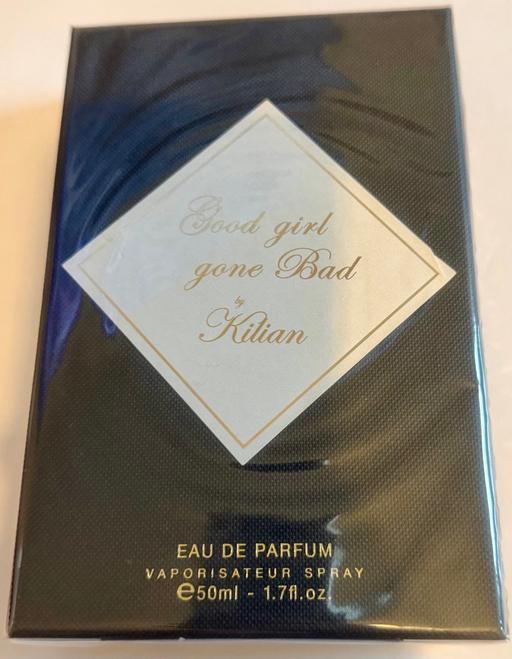 Good girl
gone Bad
by
Kilian
EAU DE PARFUM
VAPORISATEUR SPRAY
℮50ml - 1.7fl.oz.